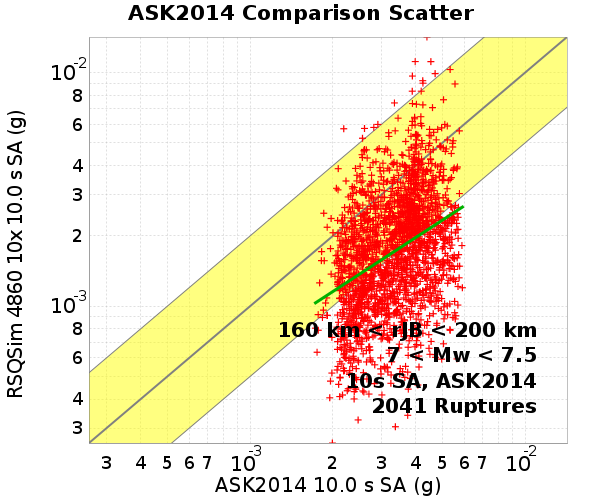 ASK2014 Comparison Scatter
RSQSim 4860 10x 10.0 s SA (g)
10-2
8
6
4
3
2
10-3
8
6
4
3
160 km < rJB < 200 km
7 < Mw < 7.5
10s SA, ASK2014
2041 Ruptures
3 4 5 6 7 10-3 2 3 4 5 6 7 10-2
ASK2014 10.0 s SA (g)